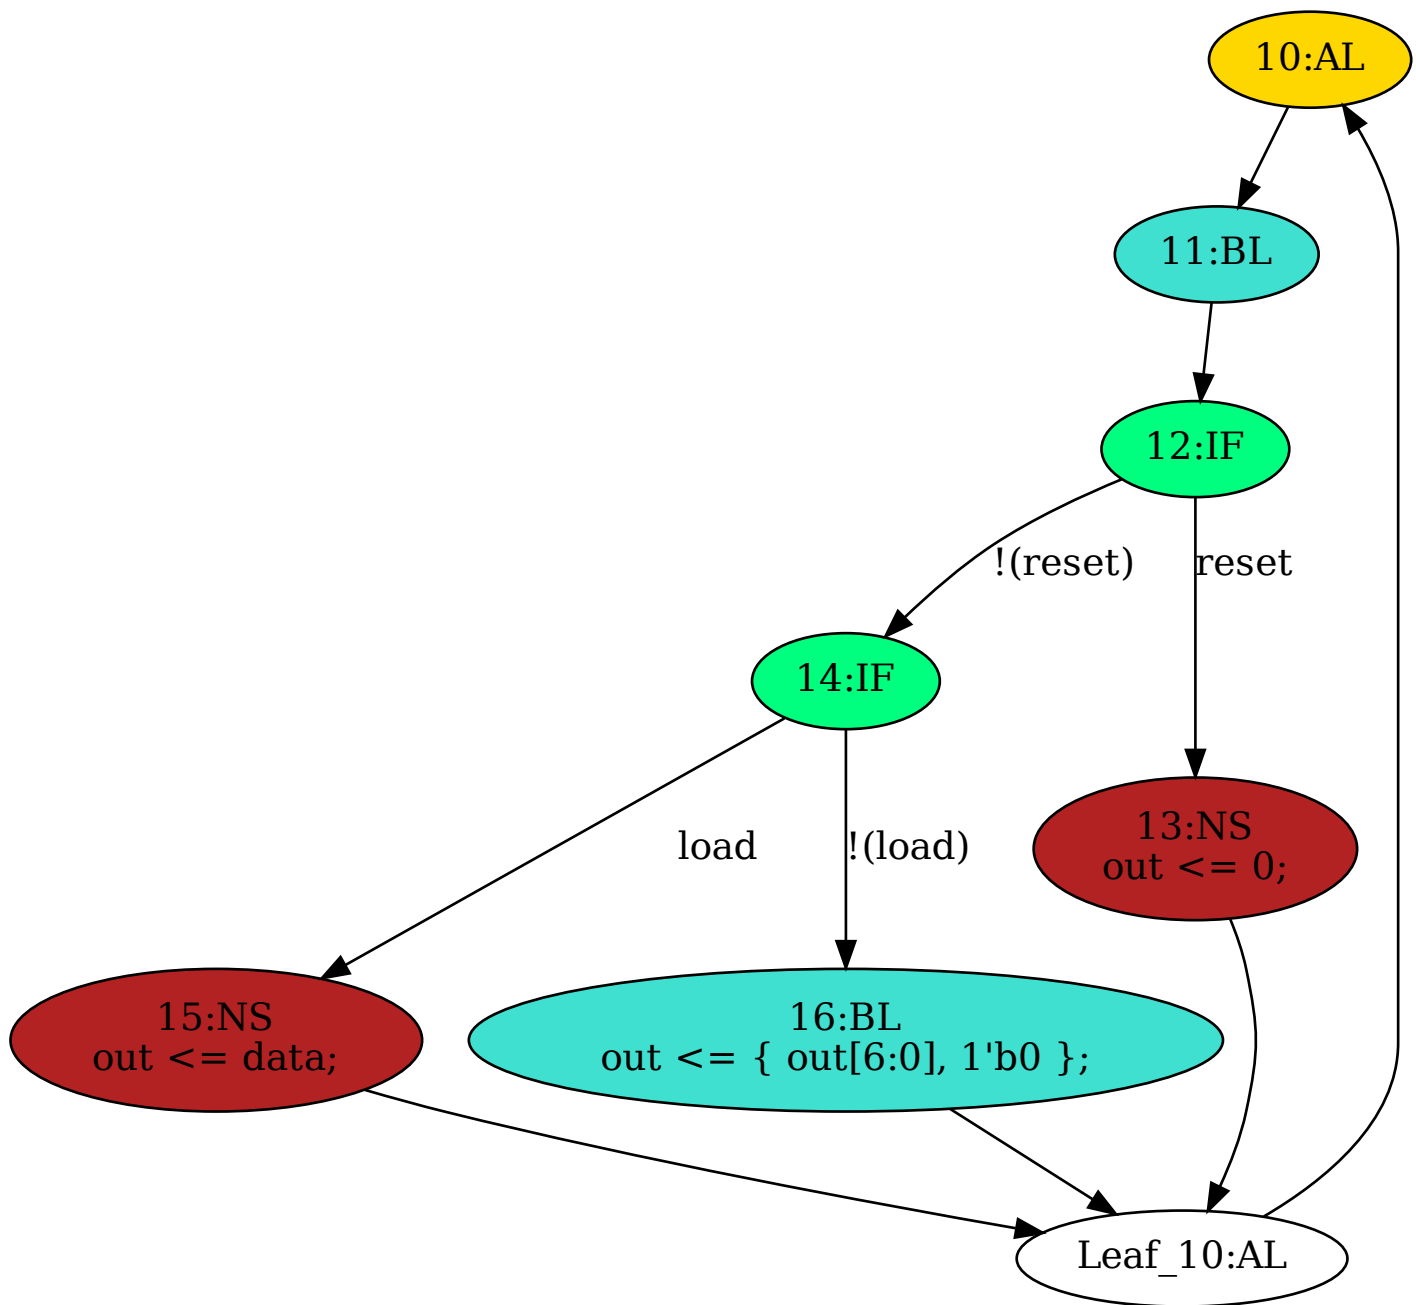 10:AL
11:BL
12:IF
!(reset)
reset
14:IF
load
!(load)
13:NS
out <= 0;
15:NS
out <= data;
16:BL
out <= { out[6:0], 1'b0 };
Leaf_10:AL